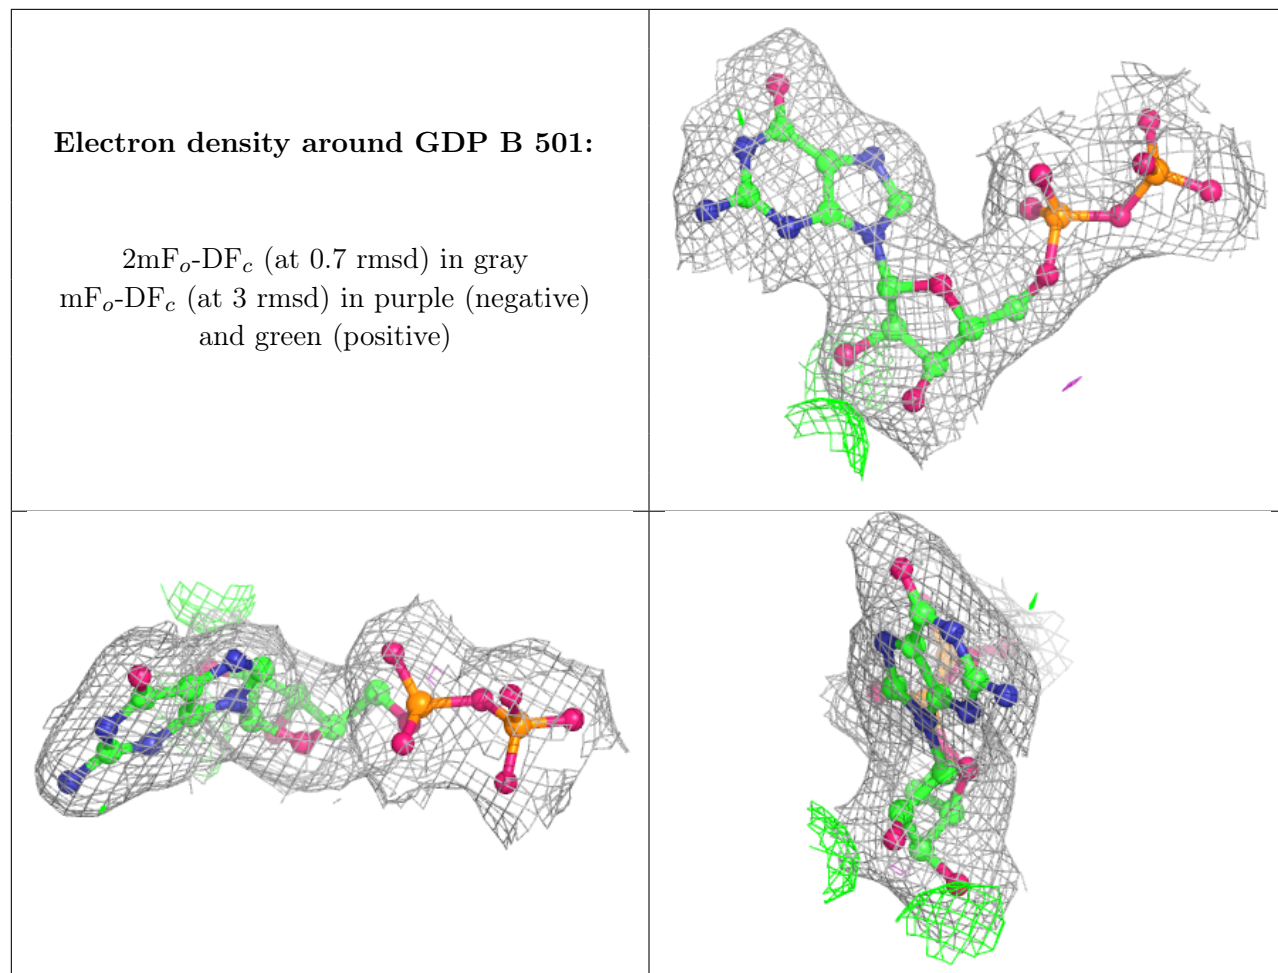 Electron density around GDP B 501:
2mFo-DFc (at 0.7 rmsd) in gray
mFo-DFc (at 3 rmsd) in purple (negative)
and green (positive)